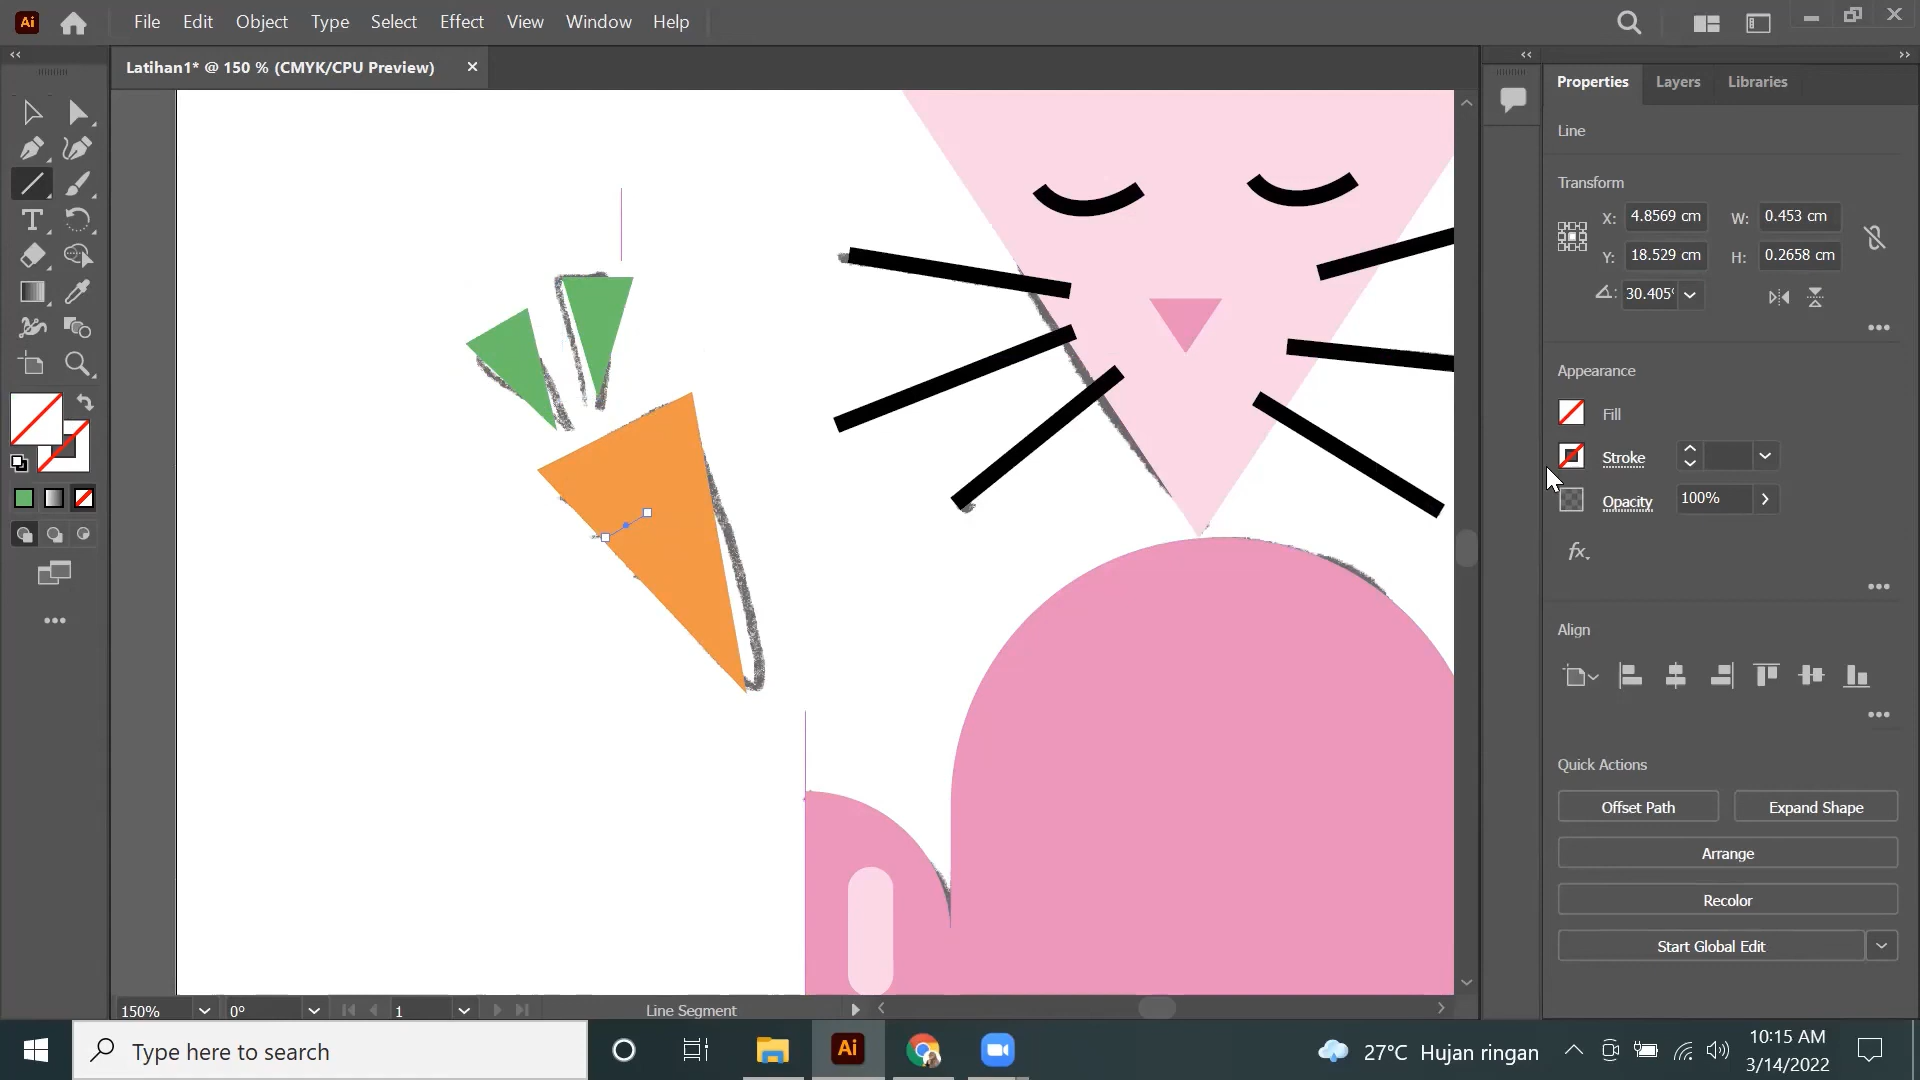 Ai File Edit Object Type Select Effect View Window Help
Latihan1* @ 150 % (CMYK/CPU Preview)
Properties Layers Libraries
Line
Transform
X: 4.8569 cm W: 0.453 cm
Y: 18.529 cm H: 0.2658 cm
30.405°
Appearance
Fill
Stroke
Opacity 100%
fx.
Align
Quick Actions
Offset Path Expand Shape
Arrange
Recolor
Start Global Edit
150% 0° 1 Line Segment
Type here to search
Ai
27°C Hujan ringan
10:15 AM
3/14/2022